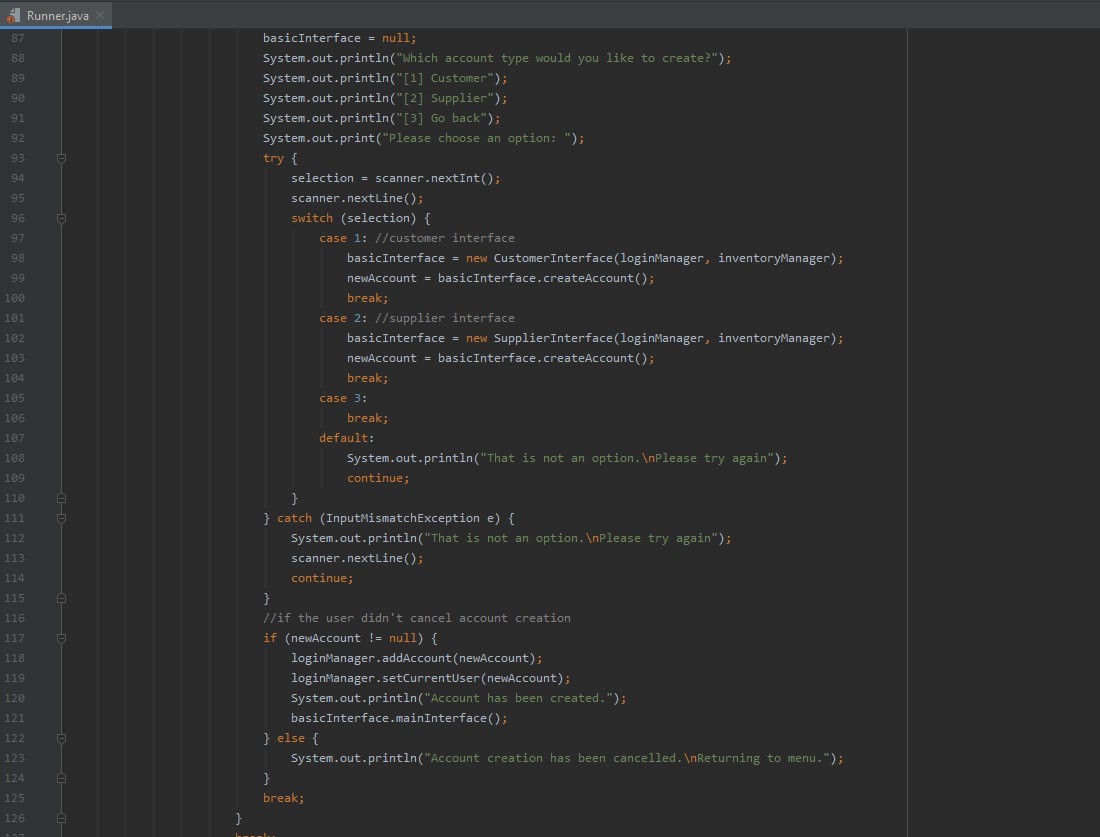 Runner.java
87 basicInterface = null;
88 System.out.println("Which account type would you like to create?");
89 System.out.println("[1] Customer");
90 System.out.println("[2] Supplier");
91 System.out.println("[3] Go back");
92 System.out.print("Please choose an option: ");
93 try {
94 selection = scanner.nextInt();
95 scanner.nextLine();
96 switch (selection) {
97 case 1: //customer interface
98 basicInterface = new CustomerInterface(loginManager, inventoryManager);
99 newAccount = basicInterface.createAccount();
100 break;
101 case 2: //supplier interface
102 basicInterface = new SupplierInterface(loginManager, inventoryManager);
103 newAccount = basicInterface.createAccount();
104 break;
105 case 3:
106 break;
107 default:
108 System.out.println("That is not an option.\nPlease try again");
109 continue;
110 }
111 } catch (InputMismatchException e) {
112 System.out.println("That is not an option.\nPlease try again");
113 scanner.nextLine();
114 continue;
115 }
116 //if the user didn't cancel account creation
117 if (newAccount != null) {
118 loginManager.addAccount(newAccount);
119 loginManager.setCurrentUser(newAccount);
120 System.out.println("Account has been created.");
121 basicInterface.mainInterface();
122 } else {
123 System.out.println("Account creation has been cancelled.\nReturning to menu.");
124 }
125 break;
126 }
127 break;